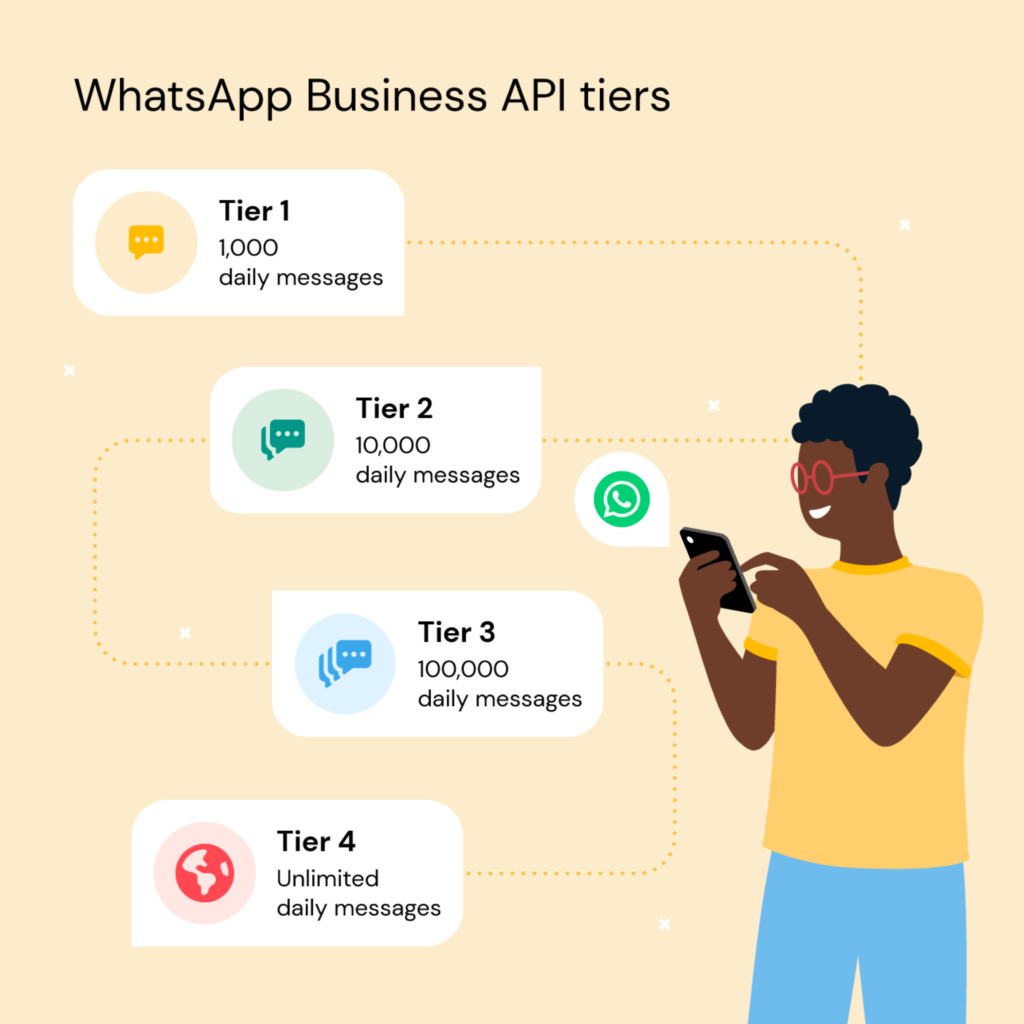 WhatsApp Business API tiers
Tier 1
1,000
daily messages
Tier 2
10,000
daily messages
Tier 3
100,000
daily messages
Tier 4
Unlimited
daily messages